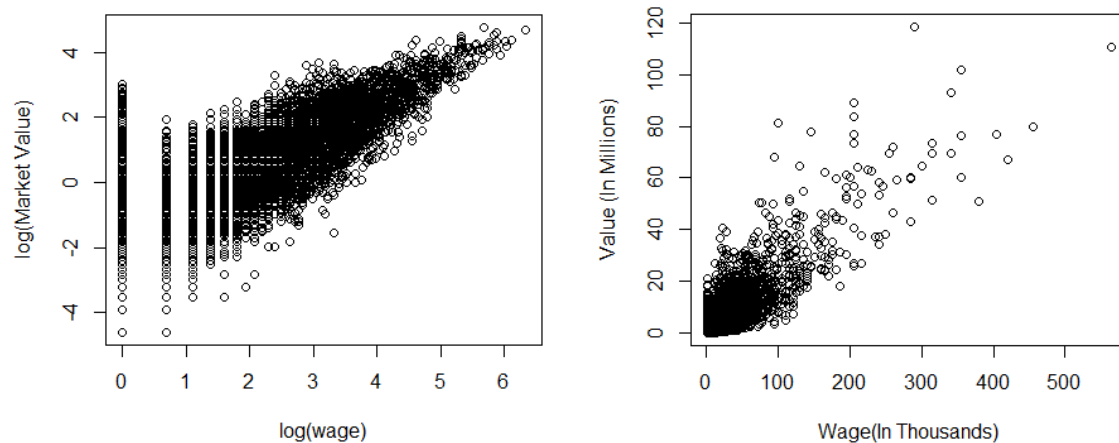 log(Market Value)
4
2
0
-2
-4
0 1 2 3 4 5 6
log(wage)
Value (In Millions)
120
100
80
60
40
20
0
0 100 200 300 400 500
Wage(In Thousands)